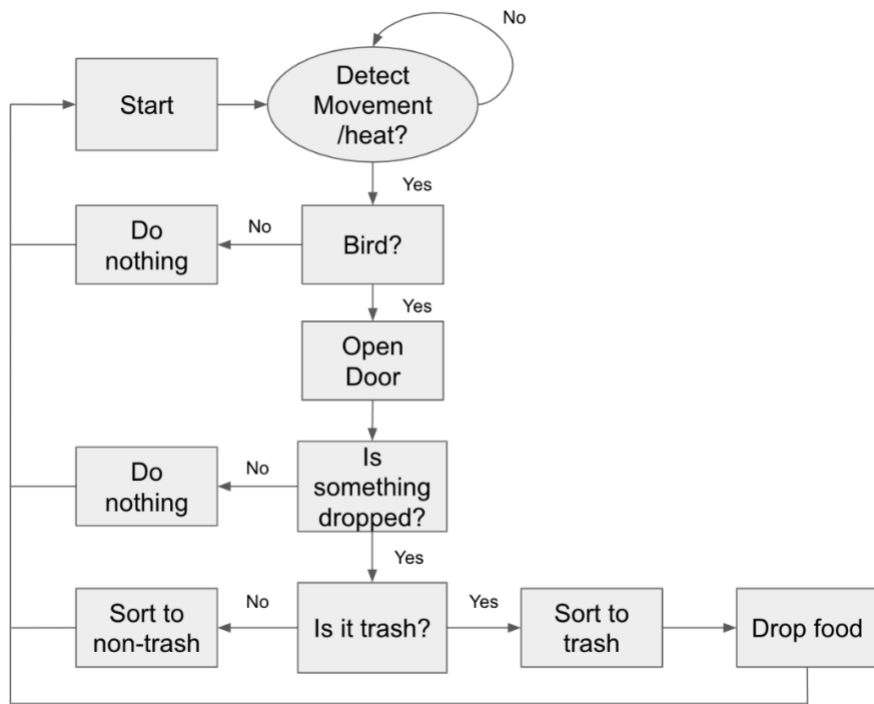 No
Start
Detect
Movement
/heat?
Yes
Do
nothing
No
Bird?
Yes
Open
Door
Do
nothing
No
Is
something
dropped?
Yes
Sort to
non-trash
No
Is it trash?
Yes
Sort to
trash
Drop food